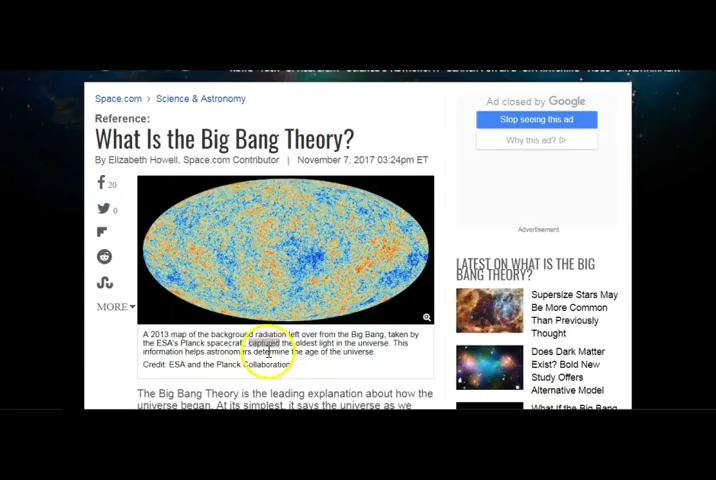 Space.com > Science & Astronomy
Reference:
What Is the Big Bang Theory?
By Elizabeth Howell, Space.com Contributor | November 7, 2017 03:24pm ET
20
0
MORE
A 2013 map of the background radiation left over from the Big Bang, taken by
the ESA's Planck spacecraft, captured the oldest light in the universe. This
information helps astronomers determine the age of the universe.
Credit: ESA and the Planck Collaboration
The Big Bang Theory is the leading explanation about how the
universe began. At its simplest, it says the universe as we
Ad closed by Google
Stop seeing this ad
Why this ad?
Advertisement
LATEST ON WHAT IS THE BIG
BANG THEORY?
Supersize Stars May
Be More Common
Than Previously
Thought
Does Dark Matter
Exist? Bold New
Study Offers
Alternative Model
What If the Big Bang